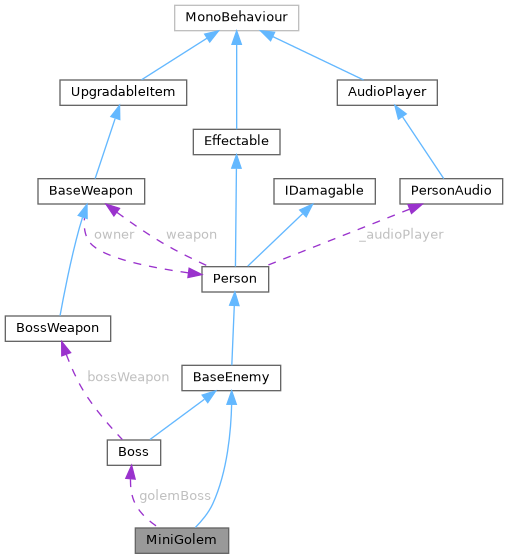 MonoBehaviour
UpgradableItem
AudioPlayer
Effectable
BaseWeapon
IDamagable
PersonAudio
owner
weapon
_audioPlayer
Person
BossWeapon
bossWeapon
BaseEnemy
Boss
golemBoss
MiniGolem